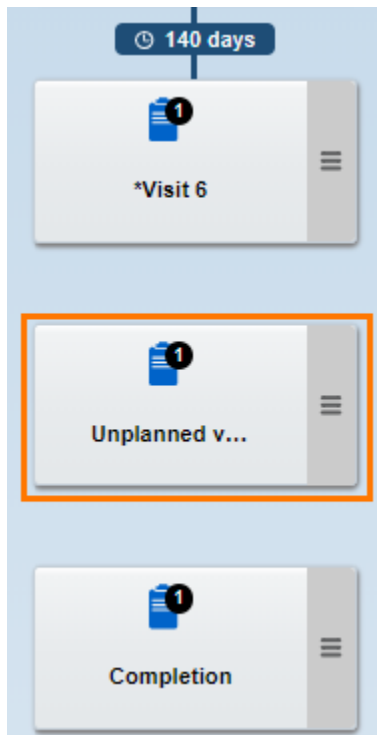 140 days
1
*Visit 6
1
Unplanned v...
1
Completion